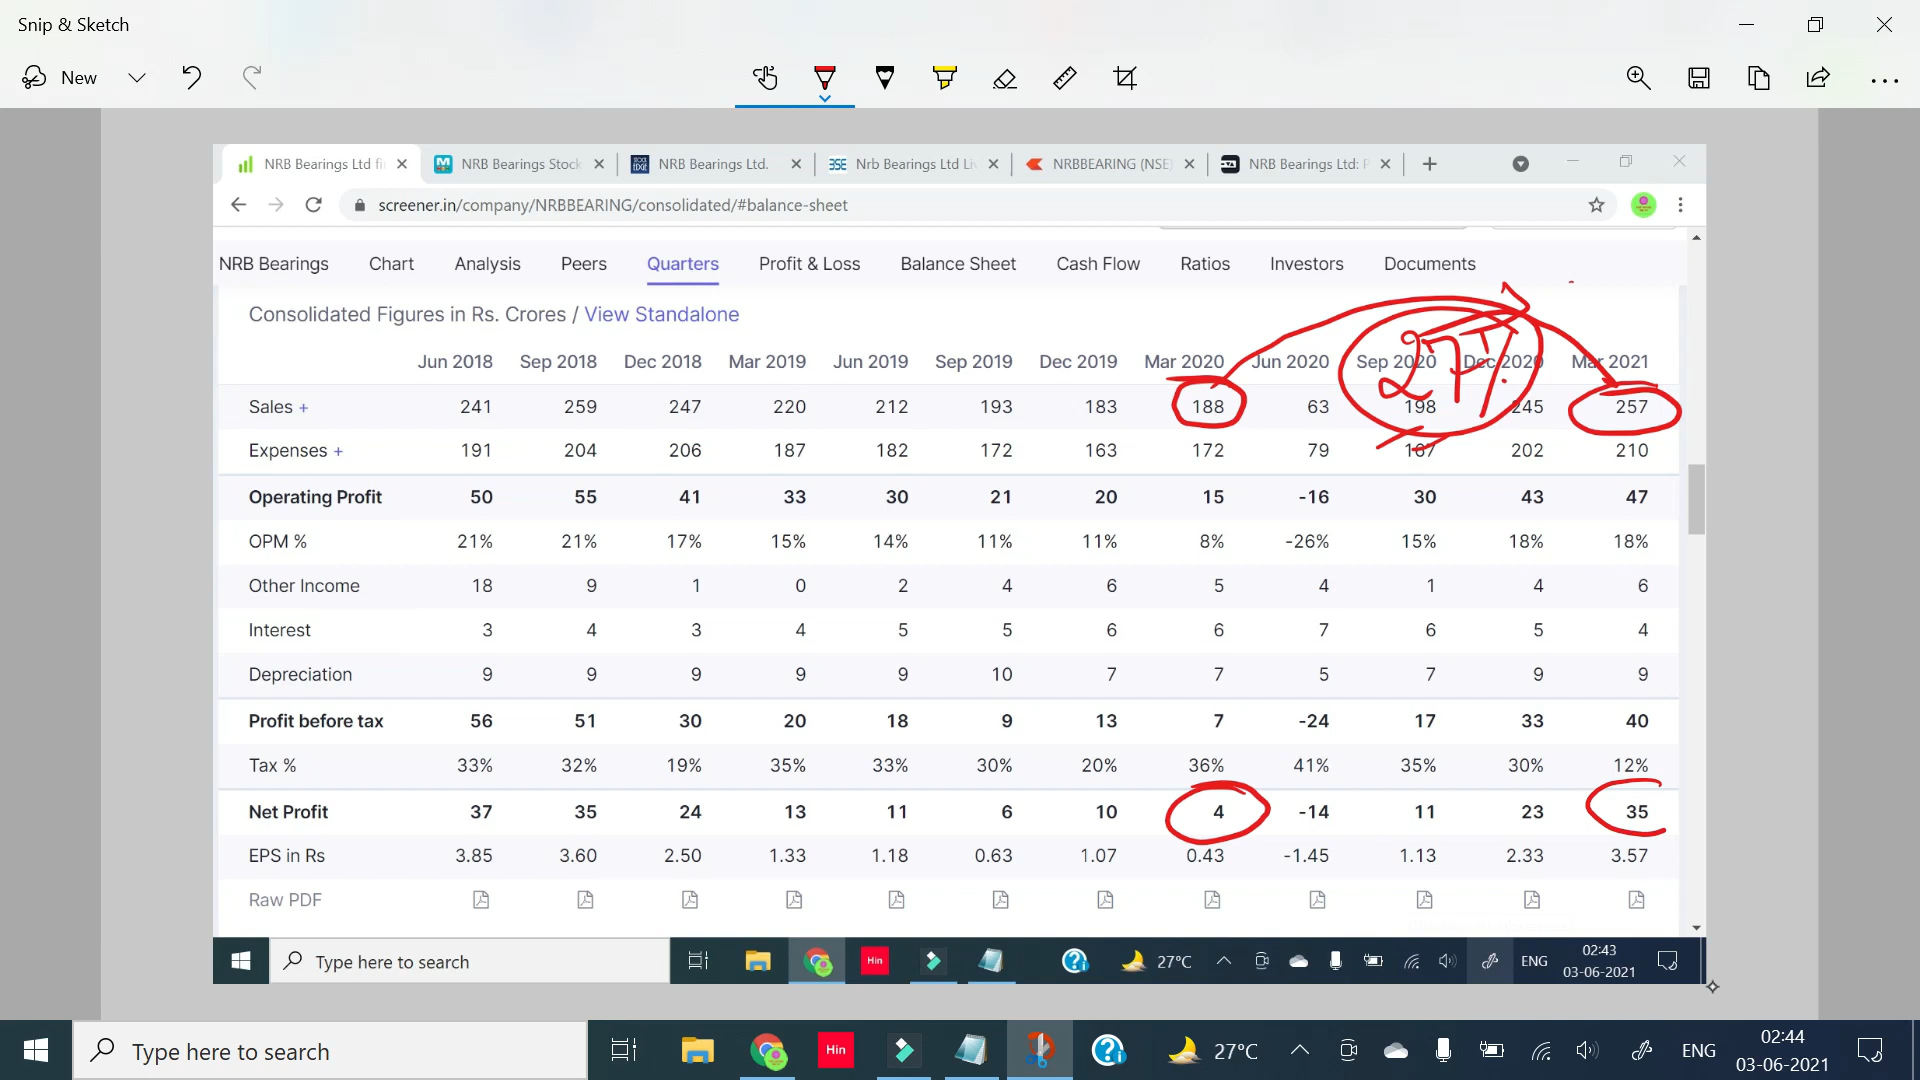 Snip & Sketch
New
NRB Bearings Ltd fi
NRB Bearings Stock
NRB Bearings Ltd.
BSE
Nrb Bearings Ltd Li
NRBBEARING (NSE)
NRB Bearings Ltd: P
screener.in/company/NRBBEARING/consolidated/#balance-sheet
NRB Bearings Chart Analysis Peers Quarters Profit & Loss Balance Sheet Cash Flow Ratios Investors Documents
Consolidated Figures in Rs. Crores / View Standalone
27%
Jun 2018 Sep 2018 Dec 2018 Mar 2019 Jun 2019 Sep 2019 Dec 2019 Mar 2020 Jun 2020 Sep 2020 Dec 2020 Mar 2021
Sales + 241 259 247 220 212 193 183 188 63 198 245 257
Expenses + 191 204 206 187 182 172 163 172 79 167 202 210
Operating Profit 50 55 41 33 30 21 20 15 -16 30 43 47
OPM % 21% 21% 17% 15% 14% 11% 11% 8% -26% 15% 18% 18%
Other Income 18 9 1 0 2 4 6 5 4 1 4 6
Interest 3 4 3 4 5 5 6 6 7 6 5 4
Depreciation 9 9 9 9 9 10 7 7 5 7 9 9
Profit before tax 56 51 30 20 18 9 13 7 -24 17 33 40
Tax % 33% 32% 19% 35% 33% 30% 20% 36% 41% 35% 30% 12%
Net Profit 37 35 24 13 11 6 10 4 -14 11 23 35
EPS in Rs 3.85 3.60 2.50 1.33 1.18 0.63 1.07 0.43 -1.45 1.13 2.33 3.57
Raw PDF
Type here to search
Hin
27°C
ENG
02:43
03-06-2021
Type here to search
Hin
27°C
ENG
02:44
03-06-2021